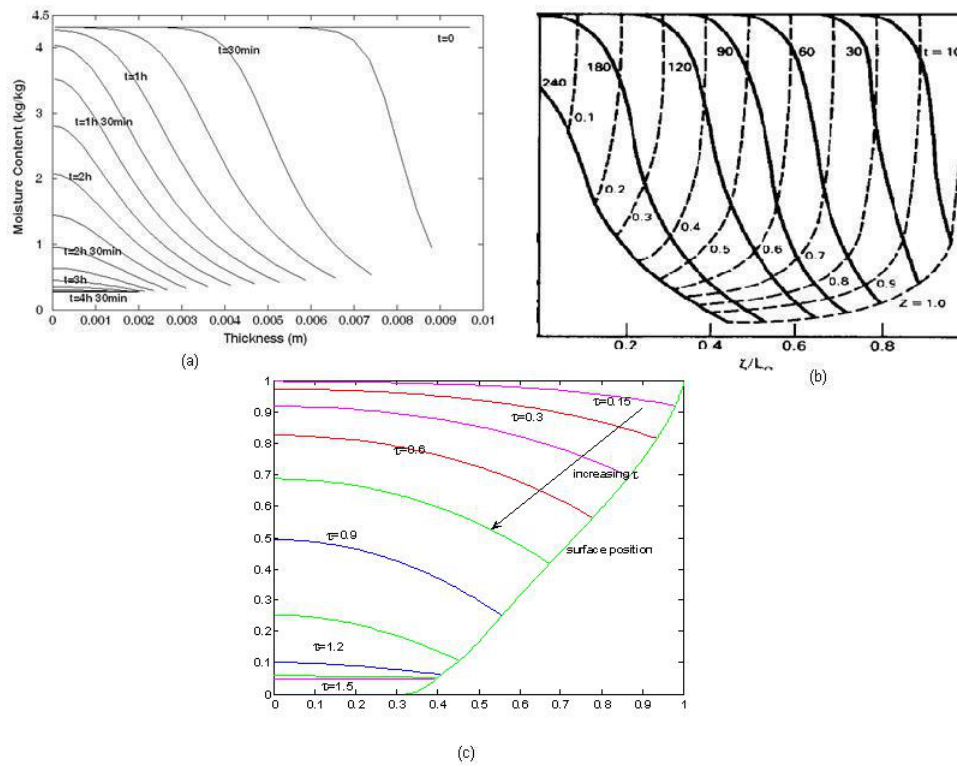 4.5
4
3
2
1
0
Moisture Content (kg/kg)
t=0
t=30min
t=1h
t=1h 30min
t=2h
t=2h 30min
t=3h
t=4h 30min
0 0.001 0.002 0.003 0.004 0.005 0.006 0.007 0.008 0.009 0.01
Thickness (m)
(a)
240 180 120 90 60 30 t = 10
0.1
0.2
0.3
0.4
0.5
0.6
0.7
0.8
0.9
Z = 1.0
0.2 0.4 0.6 0.8
ζ/L₀
(b)
1
0.9
0.8
0.7
0.6
0.5
0.4
0.3
0.2
0.1
0
τ=0.15
τ=0.3
τ=0.6
increasing τ
surface position
τ=0.9
τ=1.2
τ=1.5
0 0.1 0.2 0.3 0.4 0.5 0.6 0.7 0.8 0.9 1
(c)